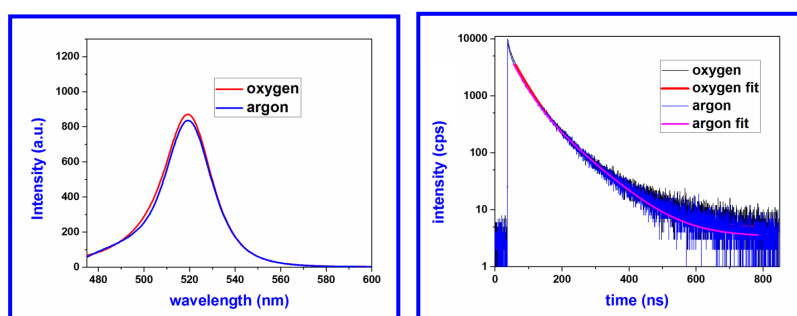 1200
1000
800
600
400
200
0
480
500
520
540
560
580
600
Intensity (a.u.)
wavelength (nm)
oxygen
argon
10000
1000
100
10
1
0
200
400
600
800
intensity (cps)
time (ns)
oxygen
oxygen fit
argon
argon fit